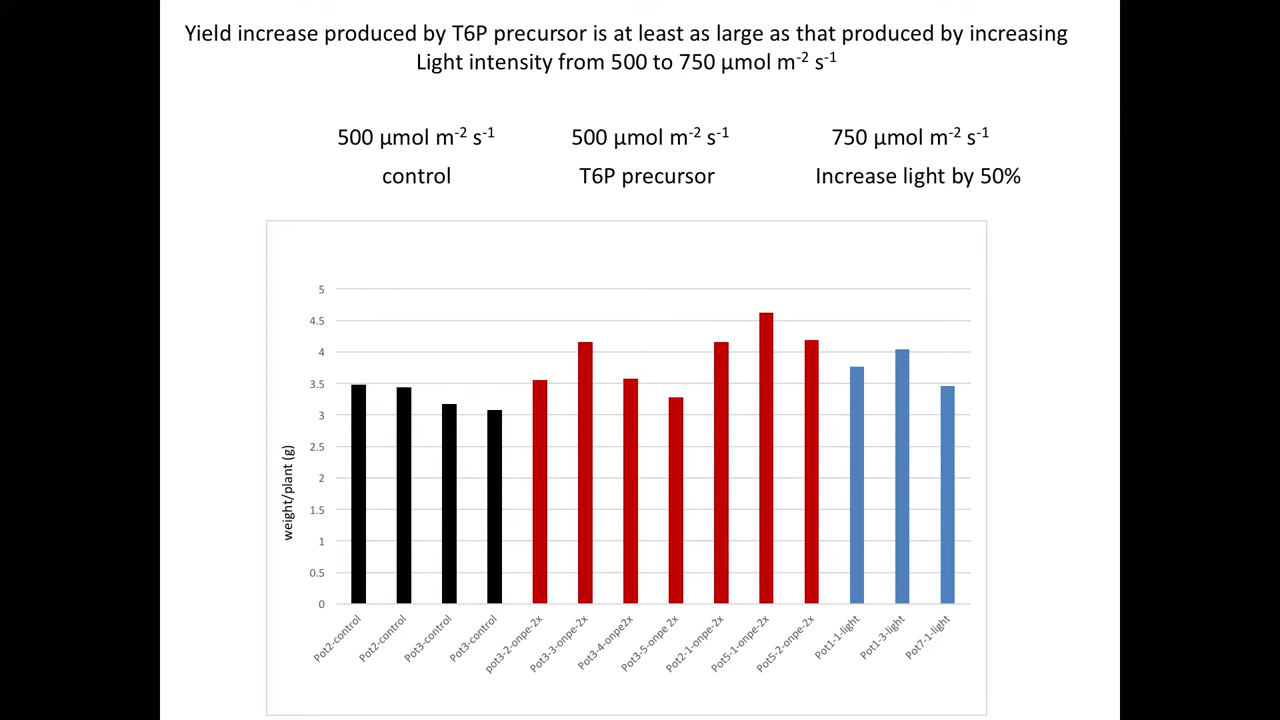 Yield increase produced by T6P precursor is at least as large as that produced by increasing
Light intensity from 500 to 750 µmol m⁻² s⁻¹
500 µmol m⁻² s⁻¹
500 µmol m⁻² s⁻¹
750 µmol m⁻² s⁻¹
control
T6P precursor
Increase light by 50%
5
4.5
4
3.5
3
2.5
2
1.5
1
0.5
0
weight/plant (g)
Pot2-control
Pot2-control
Pot3-control
Pot3-control
pot3-2-onpe-2x
Pot3-3-onpe-2x
Pot3-4-onpe2x
Pot3-5-onpe 2x
Pot2-1-onpe-2x
Pot5-1-onpe-2x
Pot5-2-onpe-2x
Pot1-1-light
Pot1-3-light
Pot7-1-light